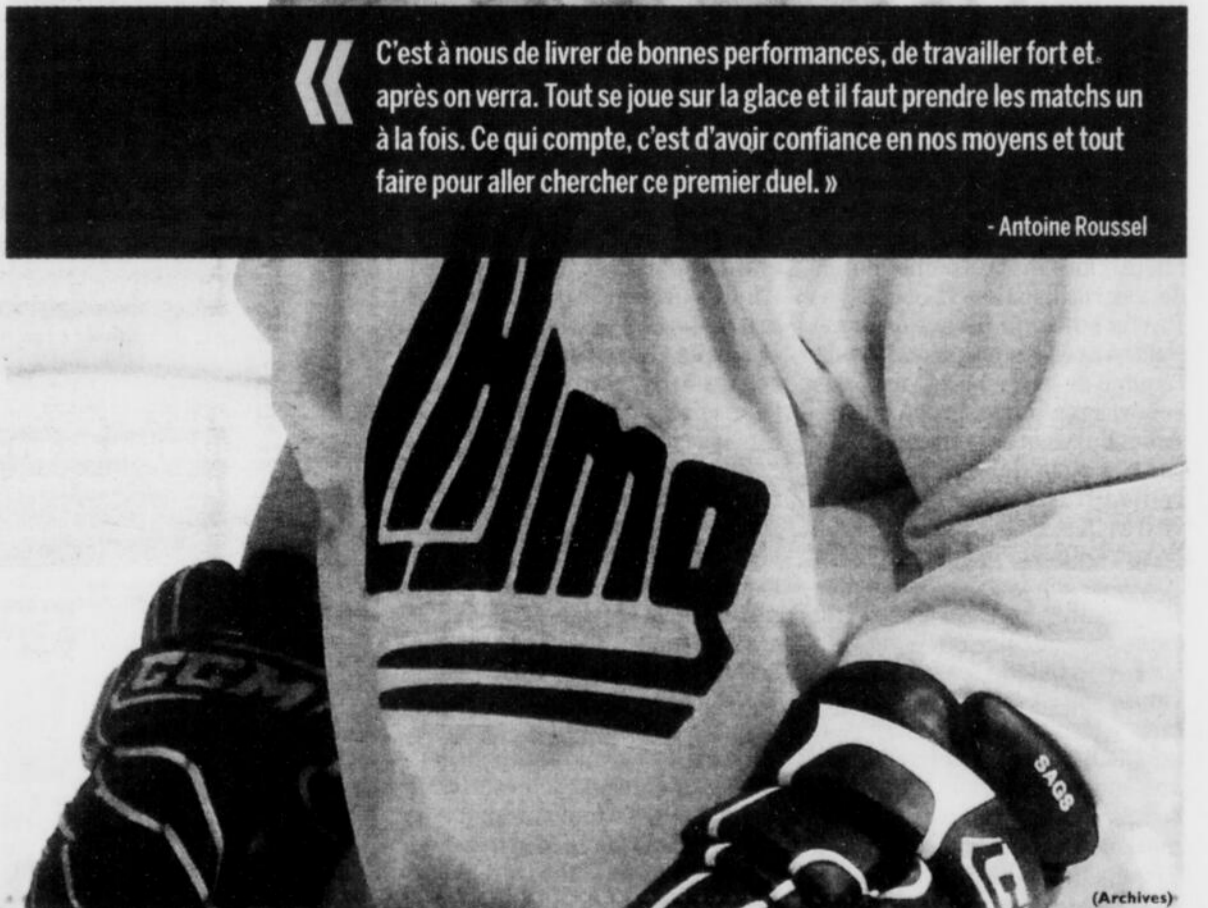 « C'est à nous de livrer de bonnes performances, de travailler fort et
après on verra. Tout se joue sur la glace et il faut prendre les matchs un
à la fois. Ce qui compte, c'est d'avoir confiance en nos moyens et tout
faire pour aller chercher ce premier duel. »
- Antoine Roussel
CCM
SAGS
(Archives)